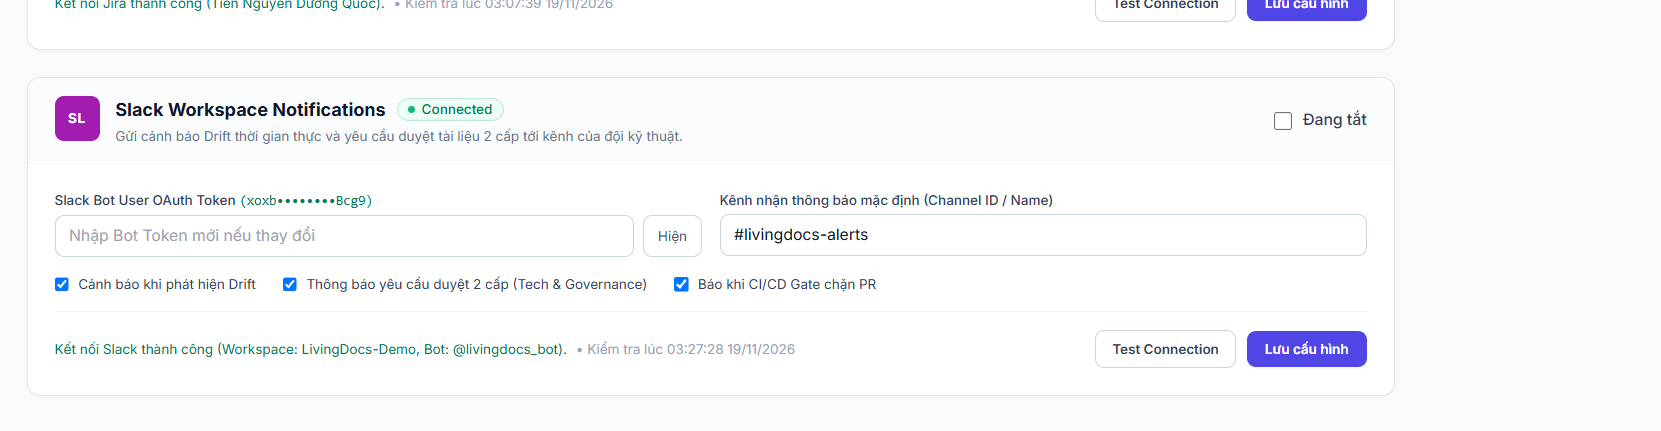 Kết nối Jira thành công (Tiến Nguyễn Dương Quốc). • Kiểm tra lúc 03:07:39 19/11/2026
Test Connection
Lưu cấu hình
SL
Slack Workspace Notifications
Connected
Gửi cảnh báo Drift thời gian thực và yêu cầu duyệt tài liệu 2 cấp tới kênh của đội kỹ thuật.
Đang tắt
Slack Bot User OAuth Token (xoxb••••••••Bcg9)
Nhập Bot Token mới nếu thay đổi
Hiện
Kênh nhận thông báo mặc định (Channel ID / Name)
#livingdocs-alerts
Cảnh báo khi phát hiện Drift
Thông báo yêu cầu duyệt 2 cấp (Tech & Governance)
Báo khi CI/CD Gate chặn PR
Kết nối Slack thành công (Workspace: LivingDocs-Demo, Bot: @livingdocs_bot). • Kiểm tra lúc 03:27:28 19/11/2026
Test Connection
Lưu cấu hình